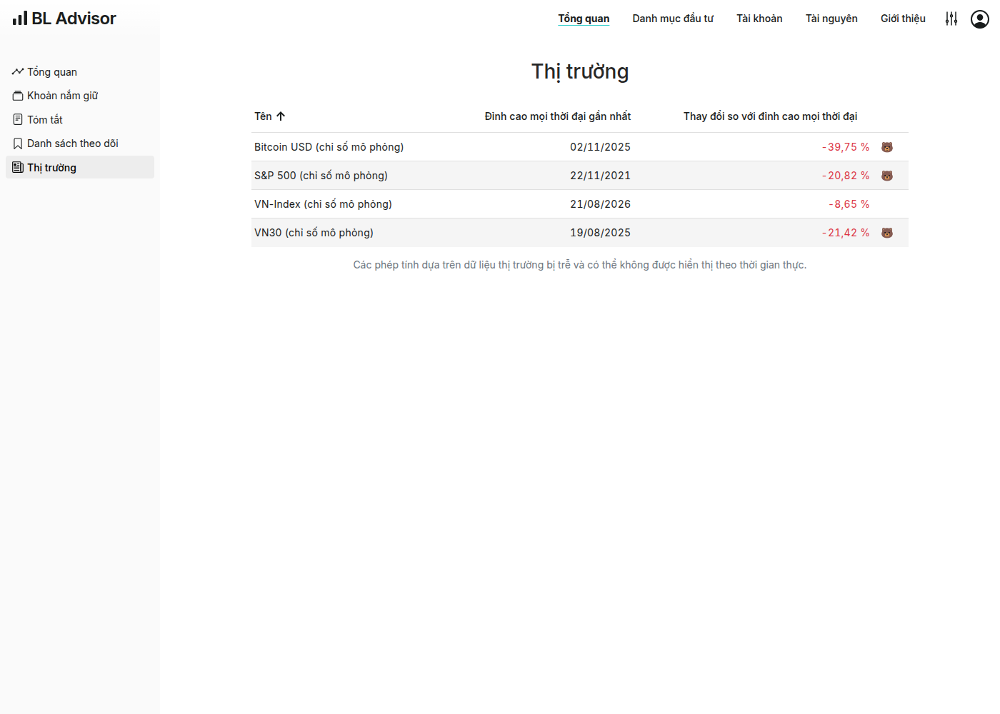 BL Advisor
Tổng quan
Danh mục đầu tư
Tài khoản
Tài nguyên
Giới thiệu
Tổng quan
Khoản nắm giữ
Tóm tắt
Danh sách theo dõi
Thị trường
Thị trường
Tên Đỉnh cao mọi thời đại gần nhất Thay đổi so với đỉnh cao mọi thời đại
Bitcoin USD (chỉ số mô phỏng) 02/11/2025 -39,75 %
S&P 500 (chỉ số mô phỏng) 22/11/2021 -20,82 %
VN-Index (chỉ số mô phỏng) 21/08/2026 -8,65 %
VN30 (chỉ số mô phỏng) 19/08/2025 -21,42 %
Các phép tính dựa trên dữ liệu thị trường bị trễ và có thể không được hiển thị theo thời gian thực.